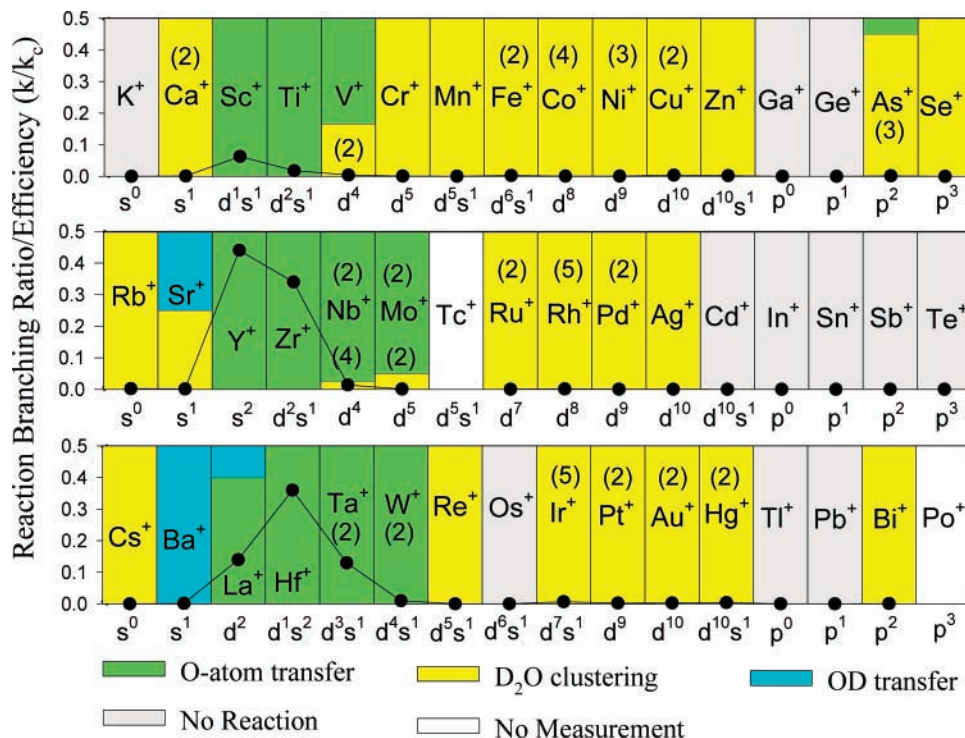 Reaction Branching Ratio/Efficiency (k/k_c)
0.5
0.4
0.3
0.2
0.1
0.0
(2) (2) (4) (3) (2)
K⁺ Ca⁺ Sc⁺ Ti⁺ V⁺ Cr⁺ Mn⁺ Fe⁺ Co⁺ Ni⁺ Cu⁺ Zn⁺ Ga⁺ Ge⁺ As⁺ Se⁺
(2) (3)
s⁰ s¹ d¹s¹ d²s¹ d⁴ d⁵ d⁵s¹ d⁶s¹ d⁸ d⁹ d¹⁰ d¹⁰s¹ p⁰ p¹ p² p³
0.5
0.4
0.3
0.2
0.1
0.0
(2) (2) (2) (5) (2)
Rb⁺ Sr⁺ Y⁺ Zr⁺ Nb⁺ Mo⁺ Tc⁺ Ru⁺ Rh⁺ Pd⁺ Ag⁺ Cd⁺ In⁺ Sn⁺ Sb⁺ Te⁺
(4) (2)
s⁰ s¹ s² d²s¹ d⁴ d⁵ d⁵s¹ d⁷ d⁸ d⁹ d¹⁰ d¹⁰s¹ p⁰ p¹ p² p³
0.5
0.4
0.3
0.2
0.1
0.0
(5) (2) (2) (2)
Cs⁺ Ba⁺ La⁺ Hf⁺ Ta⁺ W⁺ Re⁺ Os⁺ Ir⁺ Pt⁺ Au⁺ Hg⁺ Tl⁺ Pb⁺ Bi⁺ Po⁺
(2) (2)
s⁰ s¹ d² d¹s² d³s¹ d⁴s¹ d⁵s¹ d⁶s¹ d⁷s¹ d⁹ d¹⁰ d¹⁰s¹ p⁰ p¹ p² p³
O-atom transfer D₂O clustering OD transfer
No Reaction No Measurement